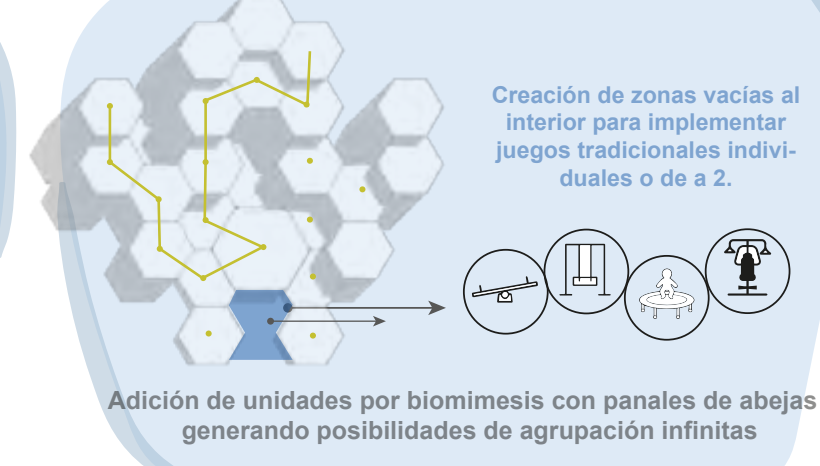 Creación de zonas vacías al
interior para implementar
juegos tradicionales indivi-
duales o de a 2.
Adición de unidades por biomimesis con panales de abejas
generando posibilidades de agrupación infinitas